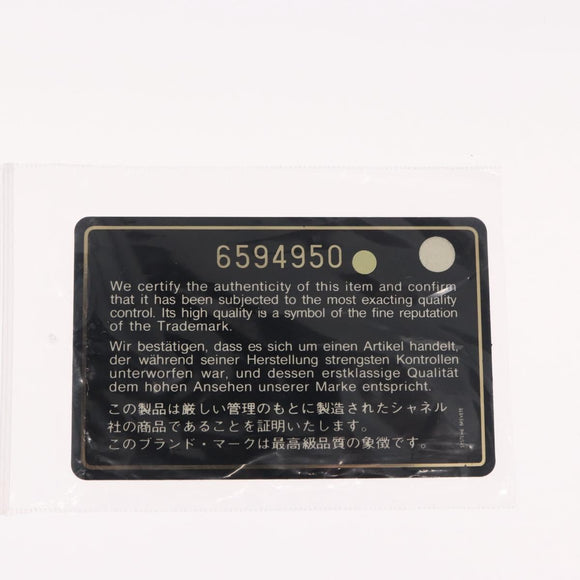 6594950
We certify the authenticity of this item and confirm
that it has been subjected to the most exacting quality
control. Its high quality is a symbol of the fine reputation
of the Trademark.
Wir bestätigen, dass es sich um einen Artikel handelt,
der während seiner Herstellung strengsten Kontrollen
unterworfen war, und dessen erstklassige Qualität
dem hohen Ansehen unserer Marke entspricht.
この製品は厳しい管理のもとに製造されたシャネル
社の商品であることを証明いたします。
このブランド・マークは最高級品質の象徴です。